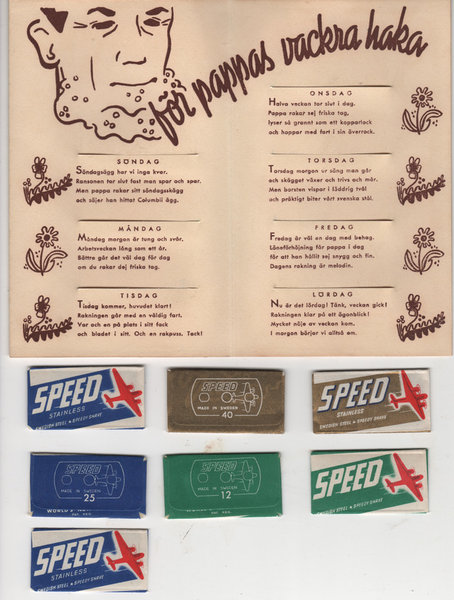 för pappas vackra haka
SÖNDAG
Söndagsägg har vi inga kvar.
Ransonen tar slut fast man spar och spar.
Men pappa rakar sitt söndagsskägg
och säjer han hittat Columbii ägg.
MÅNDAG
Måndag morgon är tung och svår,
Arbetsveckan lång som ett år.
Bättre går det väl dag för dag
om du rakar dej frisk tag.
TISDAG
Tisdag kommer, huvudet klart!
Rakningen går med en väldig fart.
Var och en på plats i sitt fack
och bladet i sitt. Och en rakpuss. Tack!
ONSDAG
Halva veckan tar slut i dag.
Pappa rakar sej friska tag,
lyser så grannt som ett kopparlock
och hoppar med fart i sin överrock.
TORSDAG
Torsdag morgon ur säng man går
och skägget växer och trivs och mår.
Men borsten vispar i löddrig tvål
och präktigt biter vårt svenska stål.
FREDAG
Fredag är väl en dag med behag.
Löneförhöjning för pappa i dag
för att han hållit sej snygg och fin.
Dagens rakning är melodin.
LÖRDAG
Nu är det lördag! Tänk, veckan gick!
Rakningen klar på ett ögonblick!
Mycket nöje av veckan kom.
I morgon börjar vi alltså om.
SPEED
STAINLESS
SWEDISH STEEL & SPEEDY SHAVE
SPEED
MADE IN SWEDEN
40
SPEED
STAINLESS
SWEDISH STEEL & SPEEDY SHAVE
SPEED
MADE IN SWEDEN
25
PAT. PEN.
SPEED
MADE IN SWEDEN
12
PAT. PEN.
SPEED
STAINLESS
SWEDISH STEEL & SPEEDY SHAVE
SPEED
STAINLESS
SWEDISH STEEL & SPEEDY SHAVE